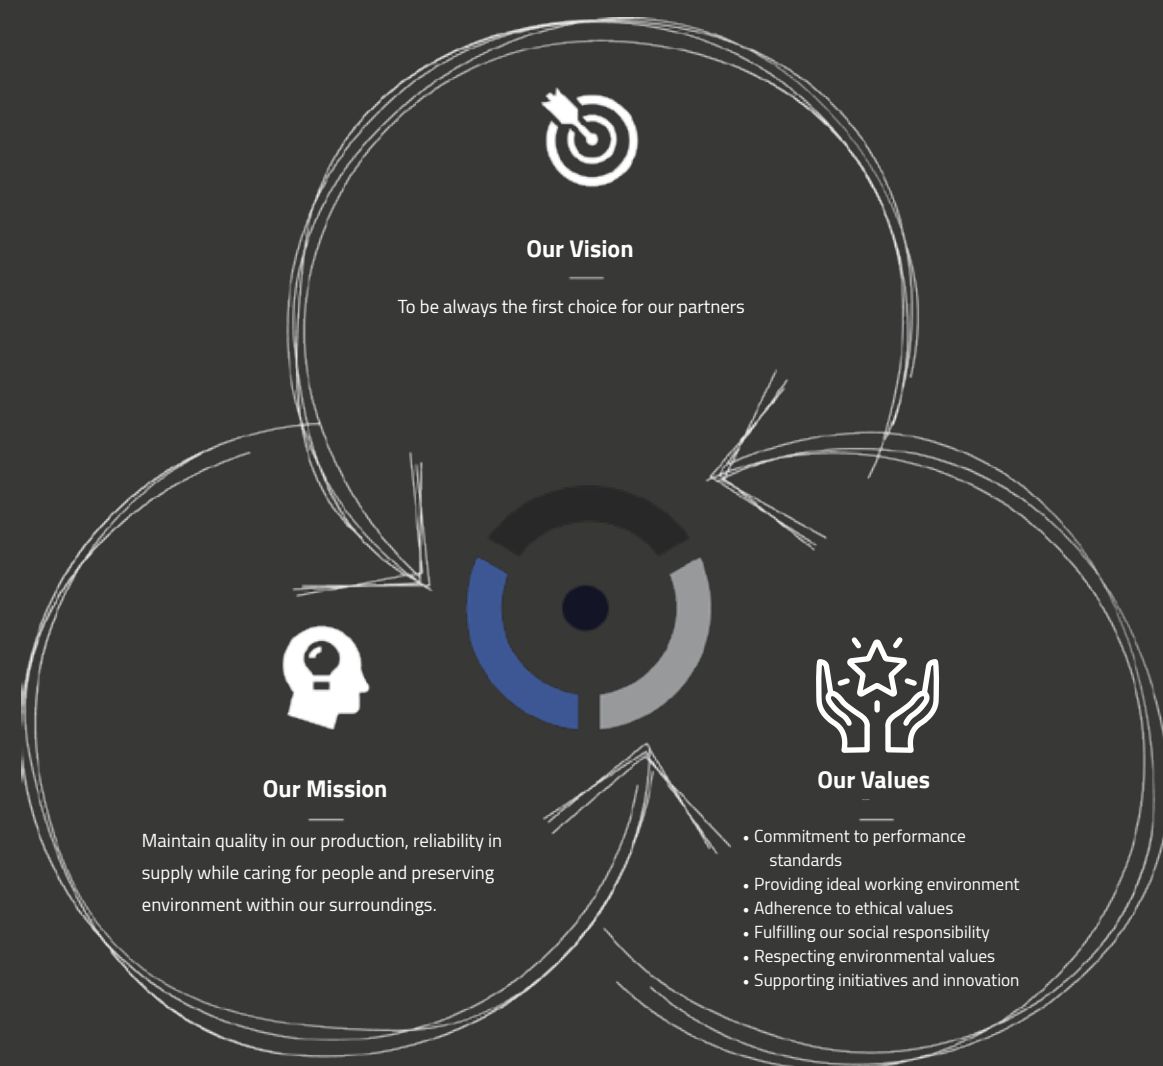 Our Vision
To be always the first choice for our partners
Our Mission
Maintain quality in our production, reliability in
supply while caring for people and preserving
environment within our surroundings.
Our Values
• Commitment to performance
standards
• Providing ideal working environment
• Adherence to ethical values
• Fulfilling our social responsibility
• Respecting environmental values
• Supporting initiatives and innovation